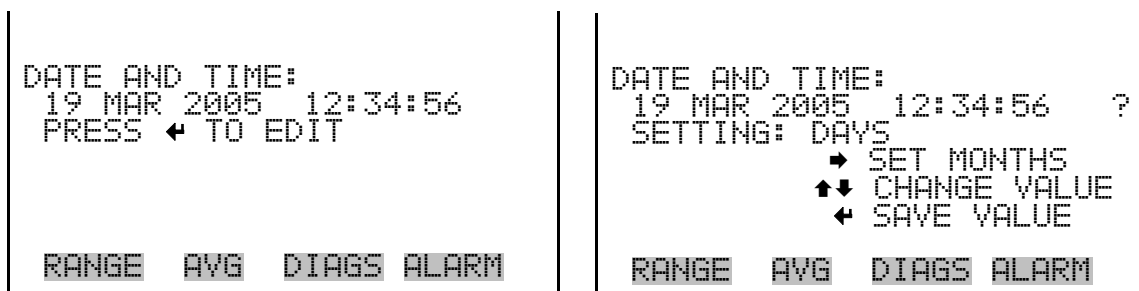 DATE AND TIME:
19 MAR 2005 12:34:56
PRESS ↵ TO EDIT
RANGE AVG DIAGS ALARM
DATE AND TIME:
19 MAR 2005 12:34:56 ?
SETTING: DAYS
➡ SET MONTHS
⬆⬇ CHANGE VALUE
↵ SAVE VALUE
RANGE AVG DIAGS ALARM